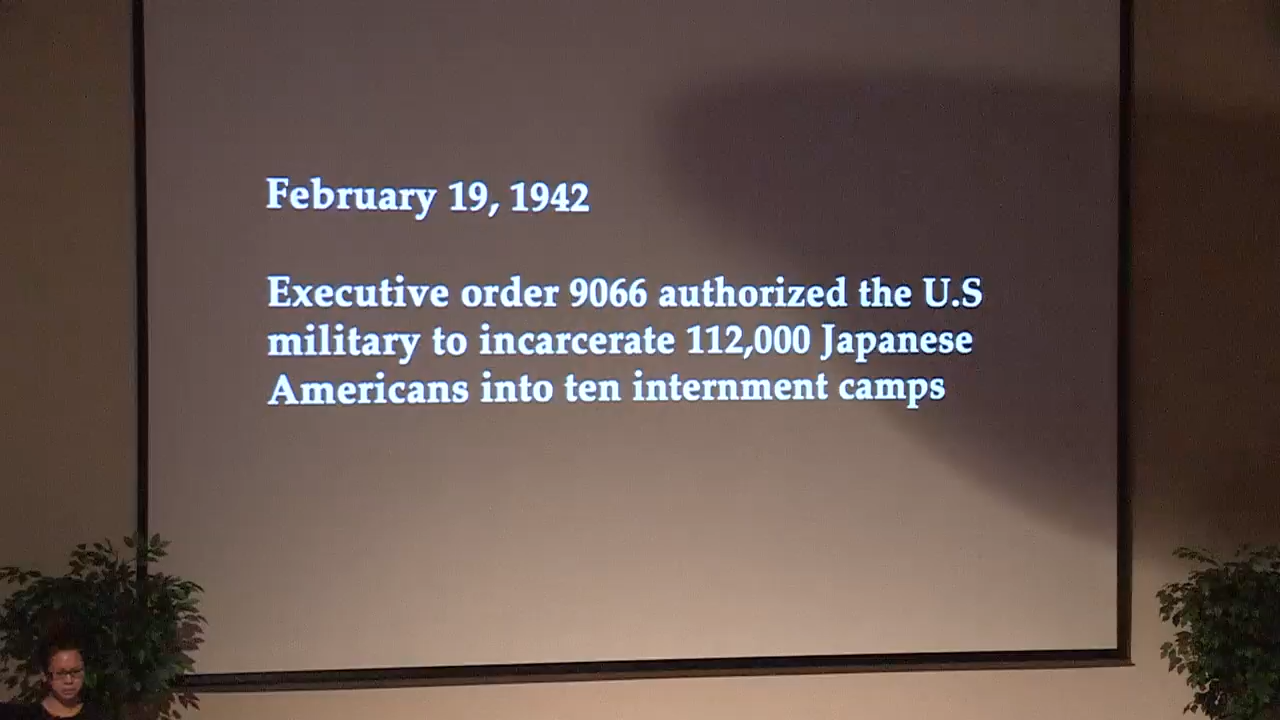 February 19, 1942
Executive order 9066 authorized the U.S
military to incarcerate 112,000 Japanese
Americans into ten internment camps